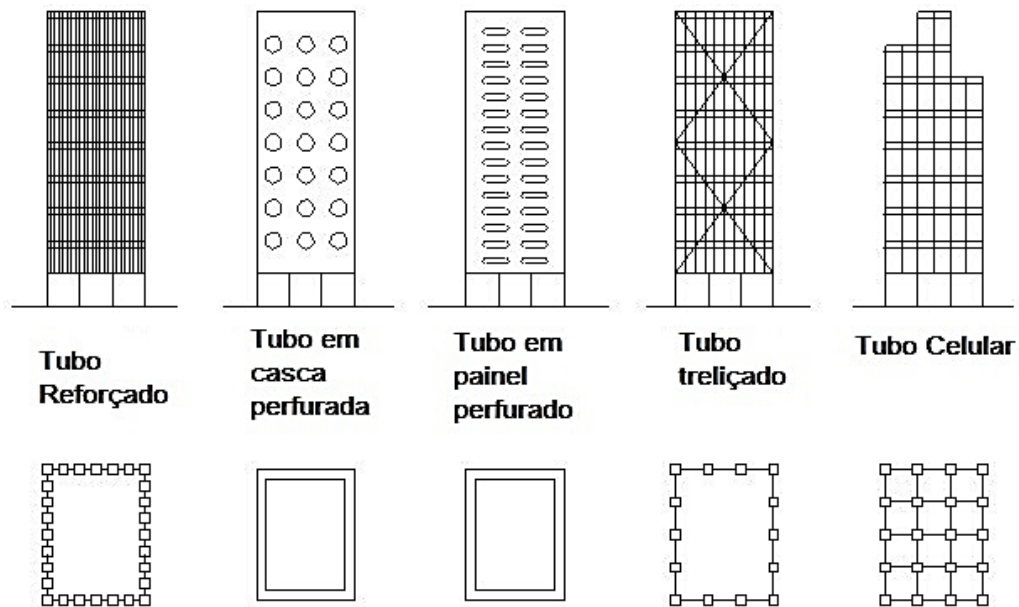 Tubo
Reforçado
Tubo em
casca
perfurada
Tubo em
painel
perfurado
Tubo
treliçado
Tubo Celular